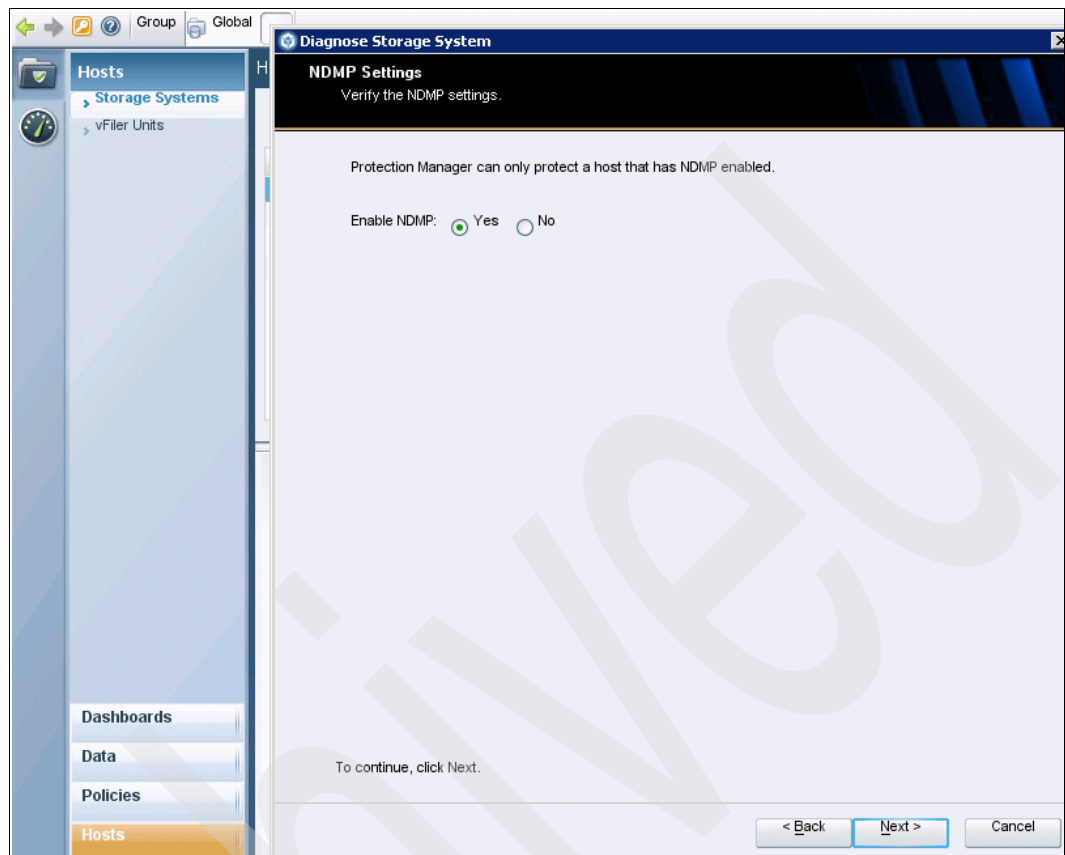 Group Global
Diagnose Storage System
Hosts
H
Storage Systems
vFiler Units
NDMP Settings
Verify the NDMP settings.
Protection Manager can only protect a host that has NDMP enabled.
Enable NDMP: Yes No
Dashboards
Data
Policies
Hosts
To continue, click Next.
< Back Next > Cancel
hived